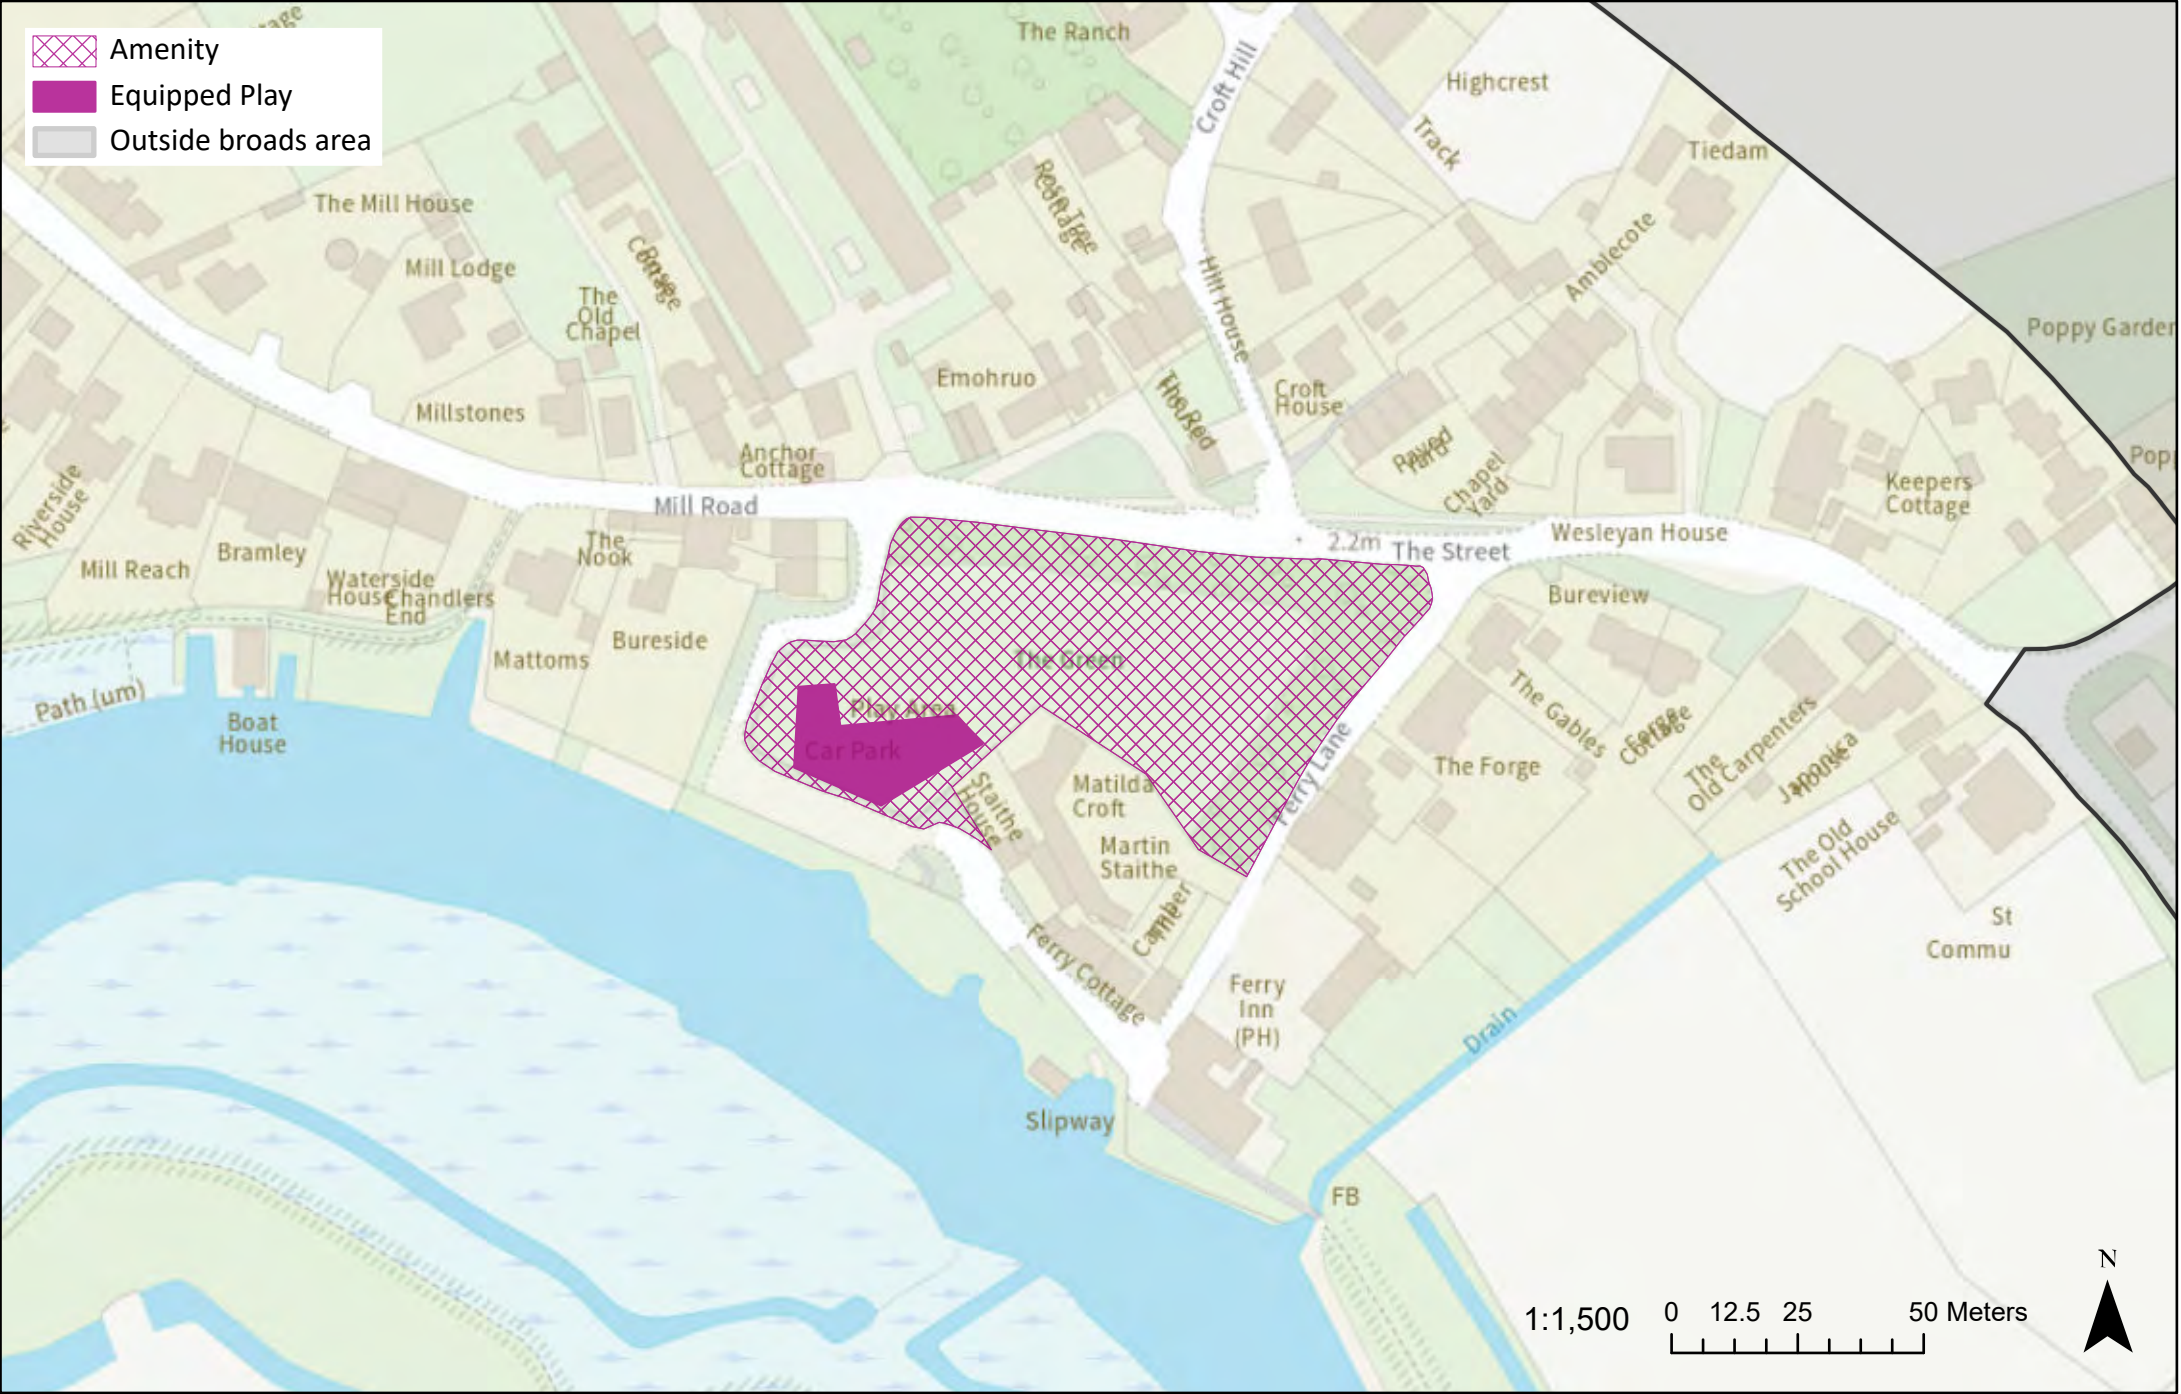 Amenity
Equipped Play
Outside broads area
The Ranch
Croft Hill
Highcrest
Track
Tiedam
The Mill House
Mill Lodge
Rose
Cottage
Rose Tree
Cottage
Hill House
Amblecote
Poppy Garden
The
Old
Chapel
Emohruo
The Red
House
Croft
House
Millstones
Anchor
Cottage
Paved
Yard
Chapel
Yard
Keepers
Cottage
Riverside
House
Mill Road
2.2m
The Street
Wesleyan House
Mill Reach
Bramley
The
Nook
Waterside
House
Chandlers
End
Bureview
Mattoms
Bureside
The Green
Path (um)
Boat
House
Play Area
Car Park
The Gables
Forge
Cottage
The
Old Carpenters
Japonica
House
The Forge
Ferry Lane
Staithe
House
Matilda
Croft
Martin
Staithe
The
Camber
The Old
School House
St
Commu
Ferry Cottage
Ferry
Inn
(PH)
Drain
Slipway
FB
N
1:1,500
0 12.5 25 50 Meters